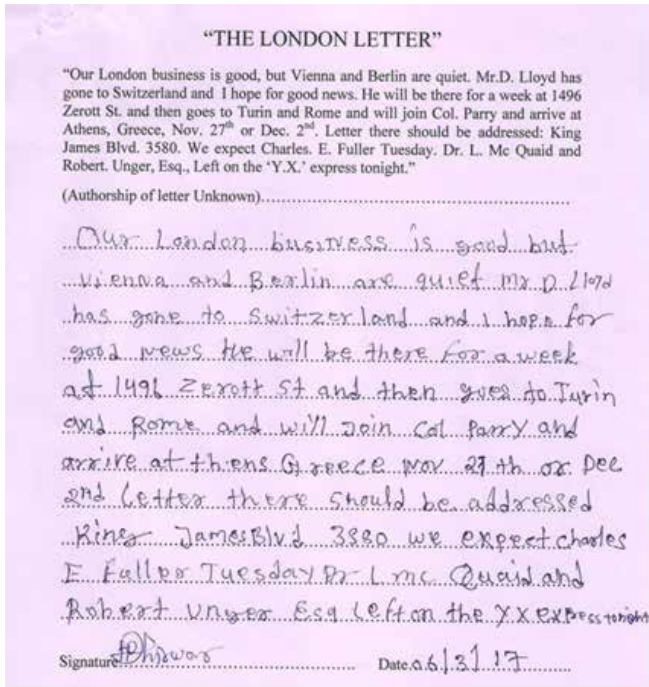 "THE LONDON LETTER"
"Our London business is good, but Vienna and Berlin are quiet. Mr.D. Lloyd has
gone to Switzerland and I hope for good news. He will be there for a week at 1496
Zerott St. and then goes to Turin and Rome and will join Col. Parry and arrive at
Athens, Greece, Nov. 27th or Dec. 2nd. Letter there should be addressed: King
James Blvd. 3580. We expect Charles. E. Fuller Tuesday. Dr. L. Mc Quaid and
Robert. Unger, Esq., Left on the 'Y.X.' express tonight."
(Authorship of letter Unknown)
Our London business is good but
vienna and Berlin are quiet Mr D Lloyd
has gone to Switzerland and I hope for
good news He will be there for a week
at 1496 Zerott St and then goes to Turin
and Rome and will Join Col Parry and
arrive at thens Greece Nov 27 th or Dec
2nd Letter there should be addressed
King James Blvd 3580 we expect charles
E Fuller Tuesday Dr L mc Quaid and
Robert Unger Esq Left on the yx express tonight
Signature
Date 06/3/17